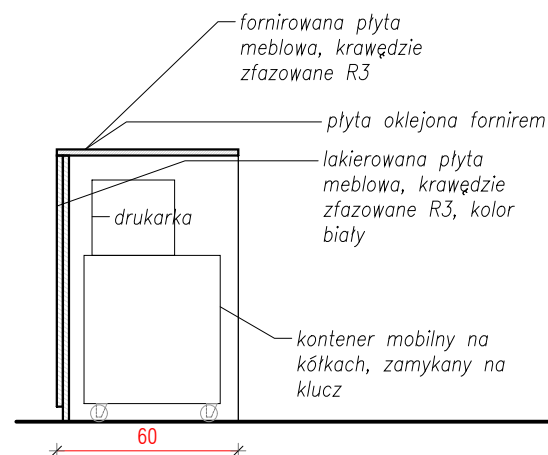 fornirowana płyta
meblowa, krawędzie
zfazowane R3
płyta oklejona fornirem
lakierowana płyta
meblowa, krawędzie
zfazowane R3, kolor
biały
drukarka
kontener mobilny na
kółkach, zamykany na
klucz
60